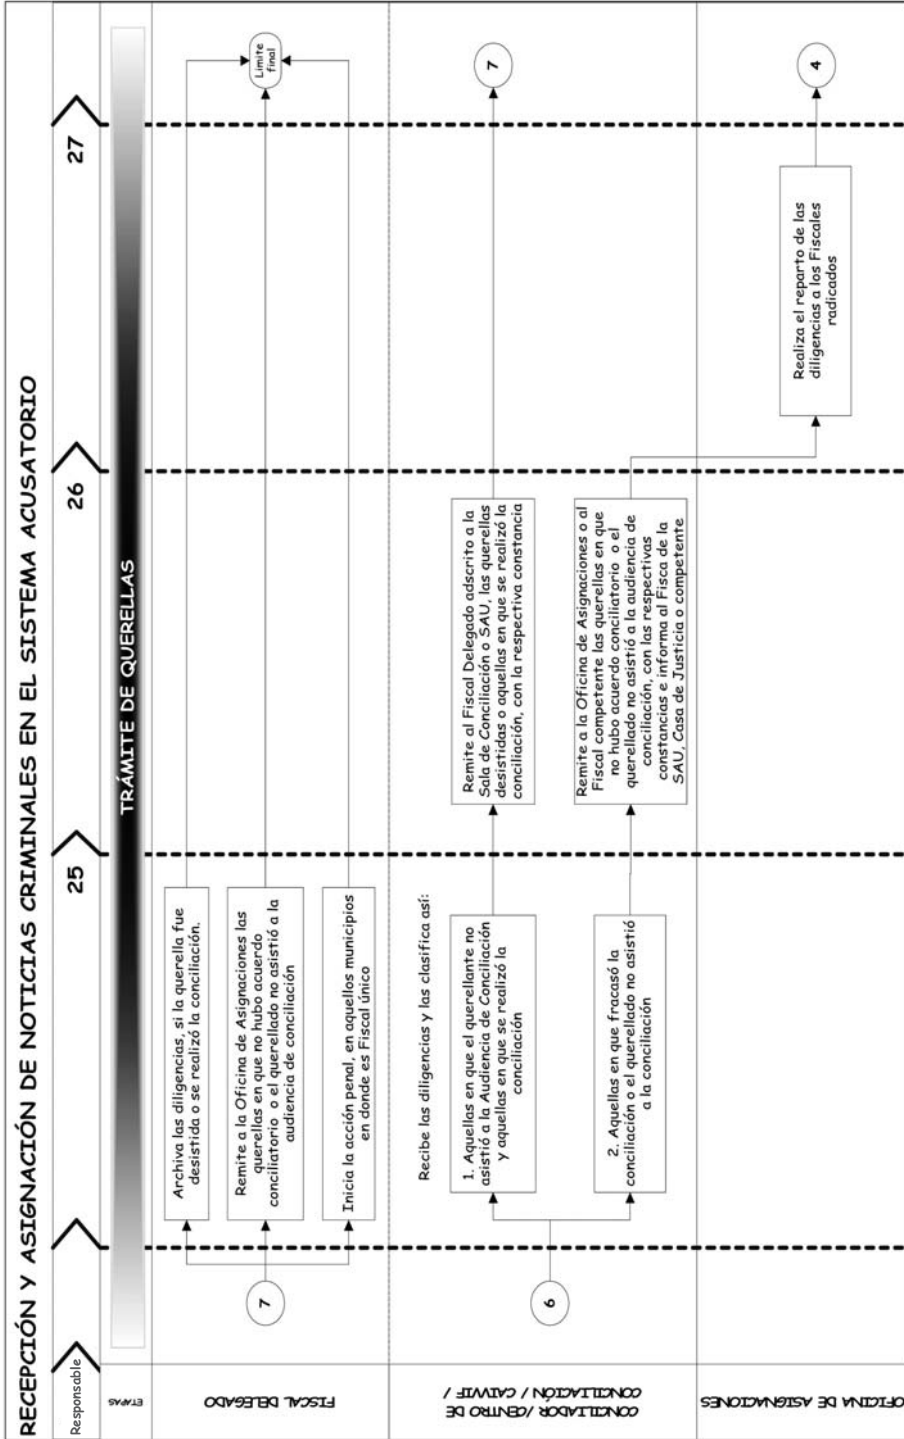 RECEPCIÓN Y ASIGNACIÓN DE NOTICIAS CRIMINALES EN EL SISTEMA ACUSATORIO
Responsable
25
26
27
ETAPAS
TRÁMITE DE QUERELLAS
FISCAL DELEGADO
7
Archiva las diligencias, si la querella fue
desistida o se realizó la conciliación.
Remite a la Oficina de Asignaciones las
querellas en que no hubo acuerdo
conciliatorio o el querellado no asistió a la
audiencia de conciliación
Inicia la acción penal, en aquellos municipios
en donde es Fiscal único
Limite
final
CONCILIADOR /CENTRO DE
CONCILIACIÓN / CAIVVIF /
6
Recibe las diligencias y las clasifica así:
1. Aquellas en que el querellante no
asistió a la Audiencia de Conciliación
y aquellas en que se realizó la
conciliación
2. Aquellas en que fracasó la
conciliación o el querellado no asistió
a la conciliación
Remite al Fiscal Delegado adscrito a la
Sala de Conciliación o SAU, las querellas
desistidas o aquellas en que se realizó la
conciliación, con la respectiva constancia
Remite a la Oficina de Asignaciones o al
Fiscal competente las querellas en que
no hubo acuerdo conciliatorio o el
querellado no asistió a la audiencia de
conciliación, con las respectivas
constancias e informa al Fisca de la
SAU, Casa de Justicia o competente
7
OFICINA DE ASIGNACIONES
Realiza el reparto de las
diligencias a los Fiscales
radicados
4